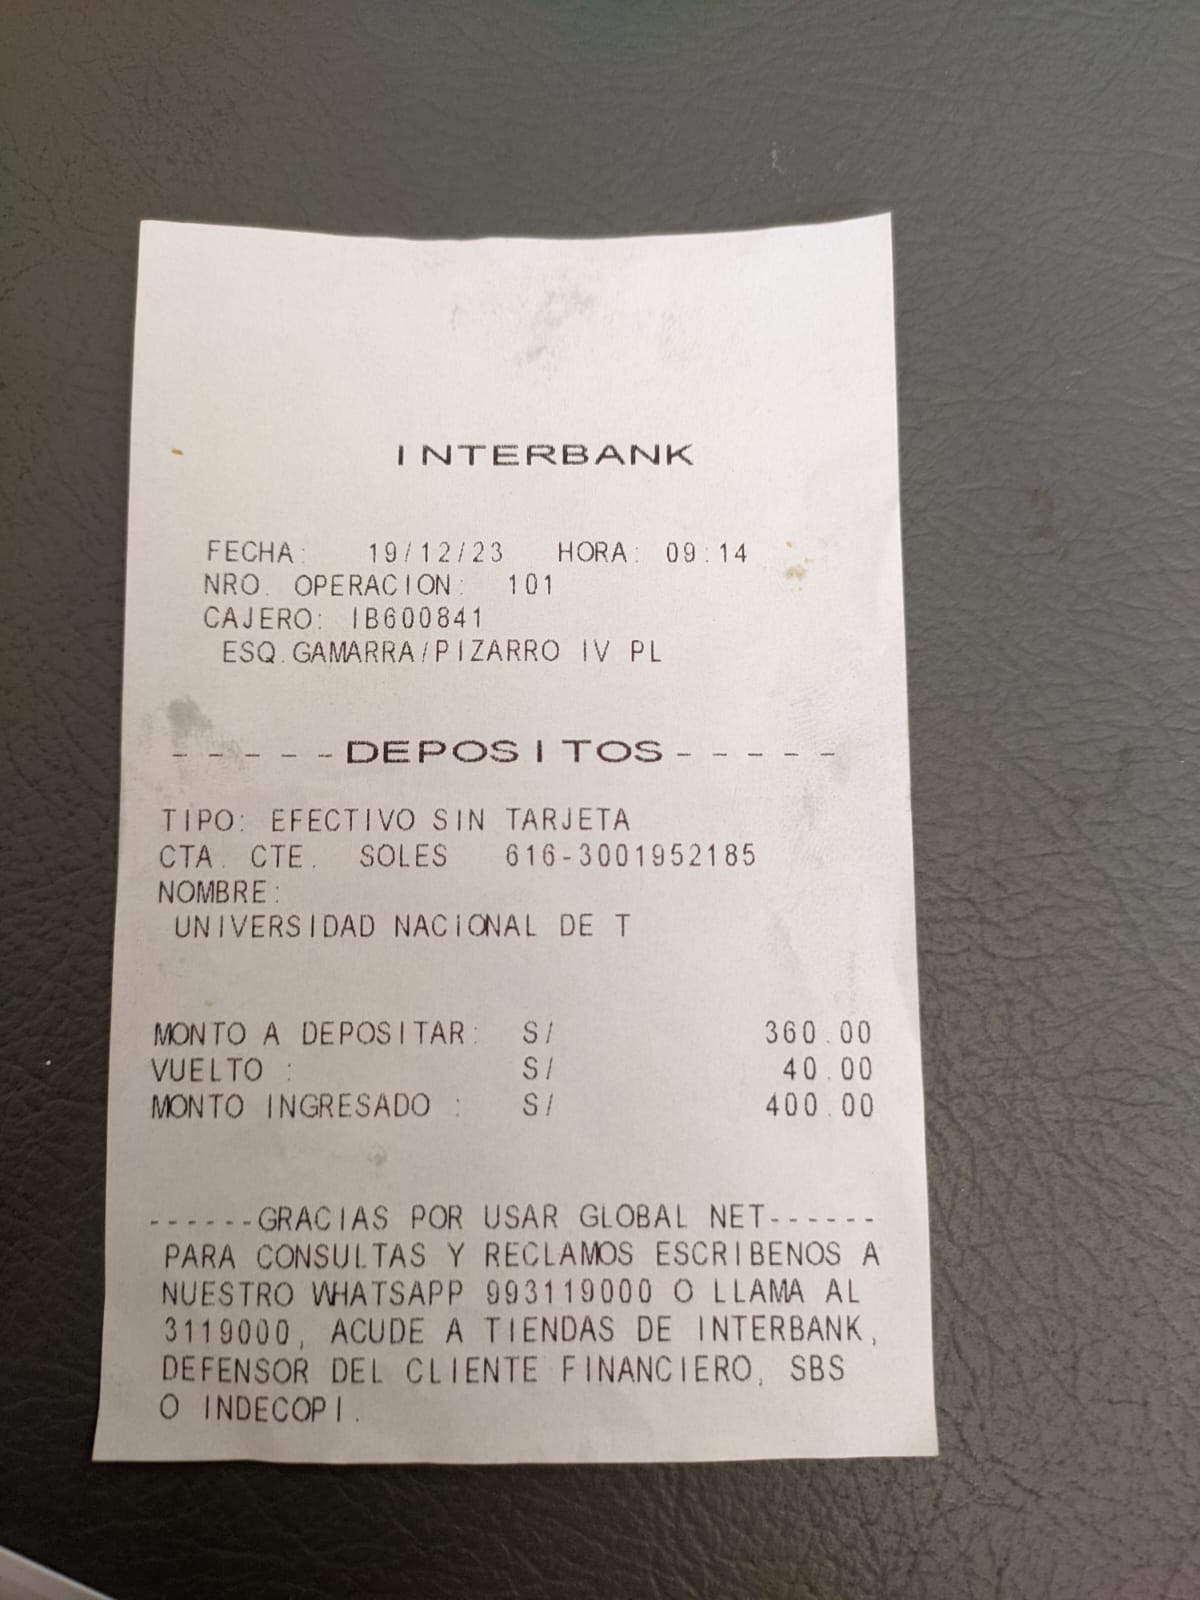 INTERBANK
FECHA: 19/12/23 HORA: 09:14
NRO. OPERACION: 101
CAJERO: IB600841
ESQ.GAMARRA/PIZARRO IV PL
-----DEPOSITOS-----
TIPO: EFECTIVO SIN TARJETA
CTA. CTE. SOLES 616-3001952185
NOMBRE:
UNIVERSIDAD NACIONAL DE T
MONTO A DEPOSITAR: S/ 360.00
VUELTO : S/ 40.00
MONTO INGRESADO : S/ 400.00
------GRACIAS POR USAR GLOBAL NET------
PARA CONSULTAS Y RECLAMOS ESCRIBENOS A
NUESTRO WHATSAPP 993119000 O LLAMA AL
3119000, ACUDE A TIENDAS DE INTERBANK,
DEFENSOR DEL CLIENTE FINANCIERO, SBS
O INDECOPI.